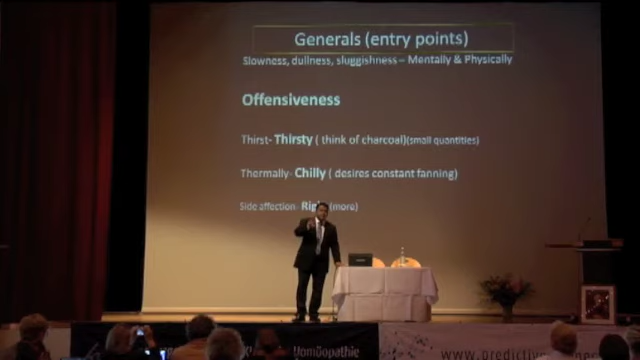 Generals (entry points)
Slowness, dullness, sluggishness – Mentally & Physically
Offensiveness
Thirst- Thirsty ( think of charcoal)(small quantities)
Thermally- Chilly ( desires constant fanning)
Side affection- (more)
Homöopathie
www.predictive